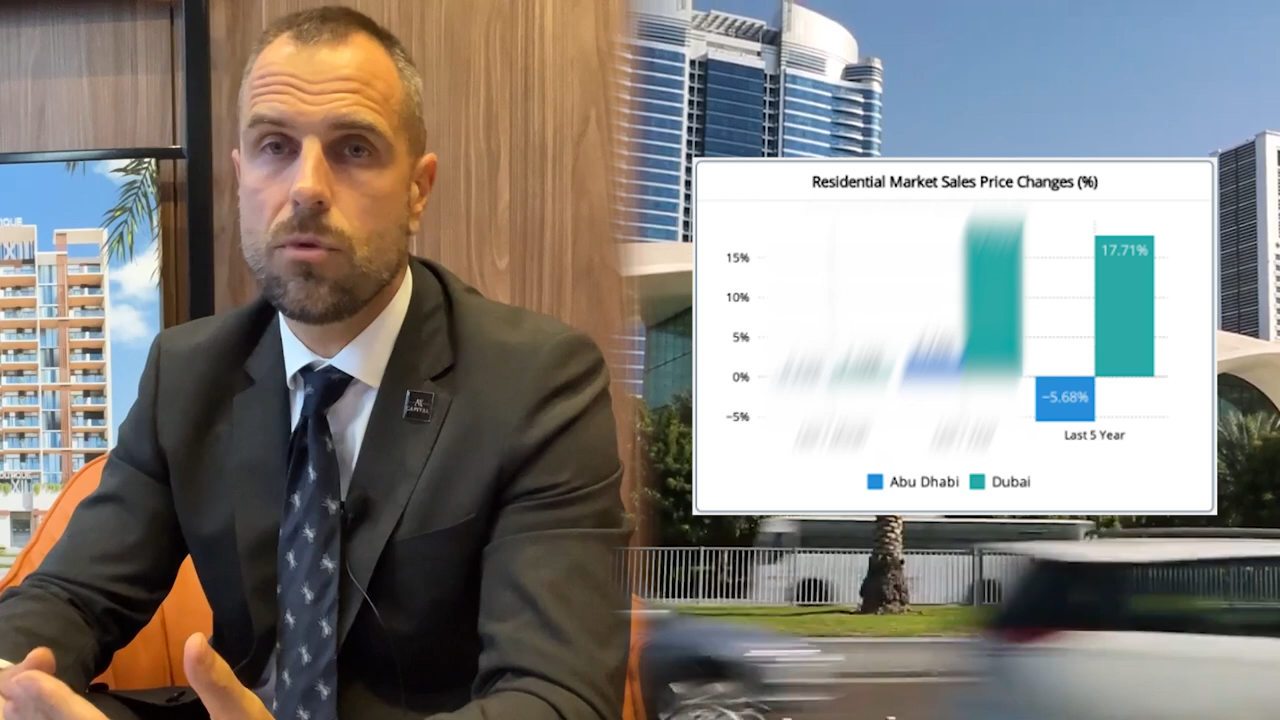 Residential Market Sales Price Changes (%)
15%
10%
5%
0%
−5%
17.71%
−5.68%
Last 5 Year
Abu Dhabi
Dubai
CAPITAL